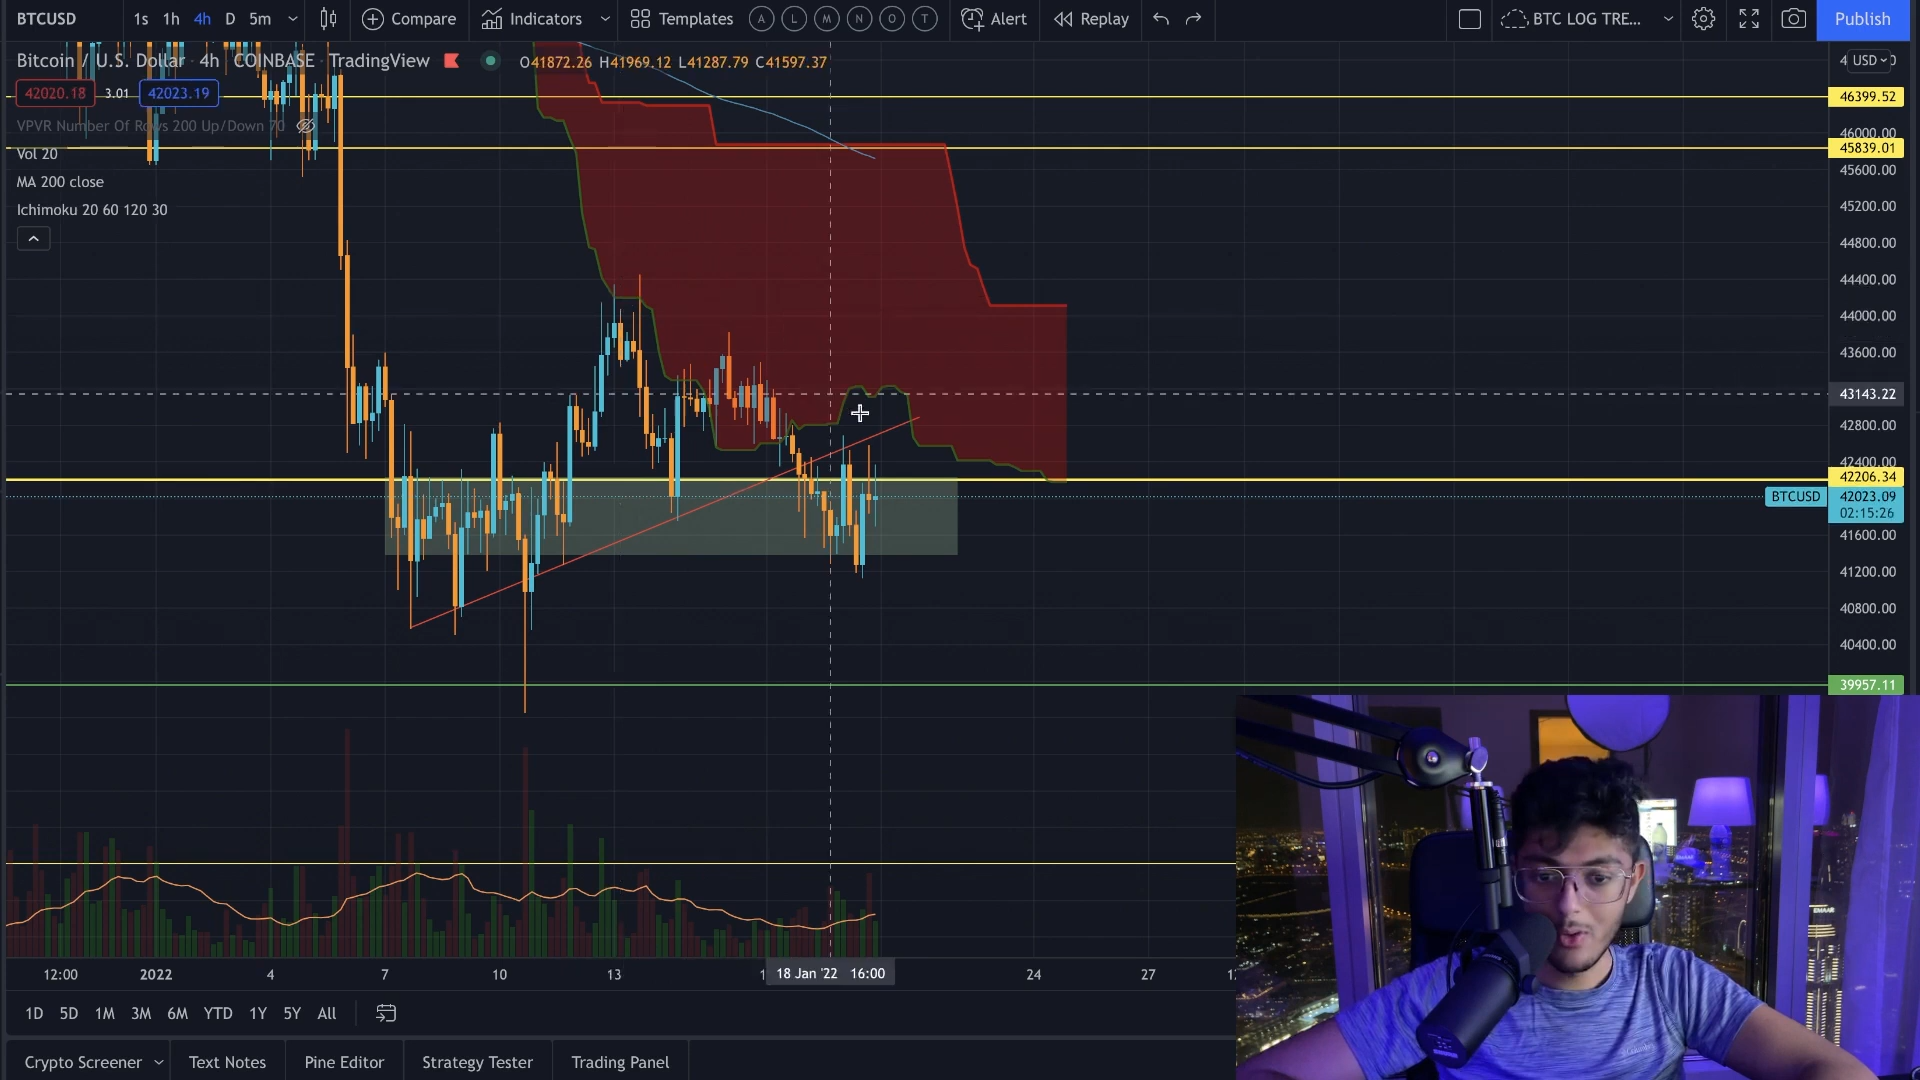 BTCUSD 1s 1h 4h D 5m Compare Indicators Templates A L M N O T Alert Replay BTC LOG TRE... Publish
Bitcoin / U.S. Dollar 4h COINBASE TradingView O41872.26 H41969.12 L41287.79 C41597.37
USD
42020.18 3.01 42023.19
46399.52
VPVR Number Of Rows 200 Up/Down 70
46000.00
45839.01
Vol 20
45600.00
MA 200 close
45200.00
Ichimoku 20 60 120 30
44800.00
44400.00
44000.00
43600.00
43143.22
42800.00
42400.00
42206.34
BTCUSD 42023.09
02:15:26
41600.00
41200.00
40800.00
40400.00
39957.11
EMAAR
12:00 2022 4 7 10 13 18 Jan '22 16:00 24 27
1D 5D 1M 3M 6M YTD 1Y 5Y All
Crypto Screener Text Notes Pine Editor Strategy Tester Trading Panel